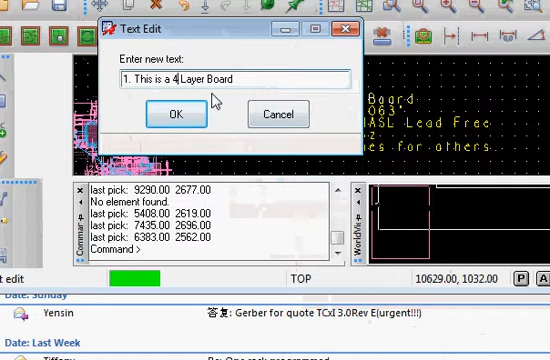 Text Edit
Enter new text:
1. This is a 4 Layer Board
OK
Cancel
Board
063"
HASL Lead Free
z
es for others..
last pick: 9290.00 2677.00
No element found.
last pick: 5408.00 2619.00
last pick: 7435.00 2696.00
last pick: 6383.00 2562.00
Command >
Commar
WorldVie
t edit
TOP
10629.00, 1032.00
P
A
Date: Sunday
Yensin
答复: Gerber for quote TCxI 3.0Rev E(urgent!!!)
Date: Last Week